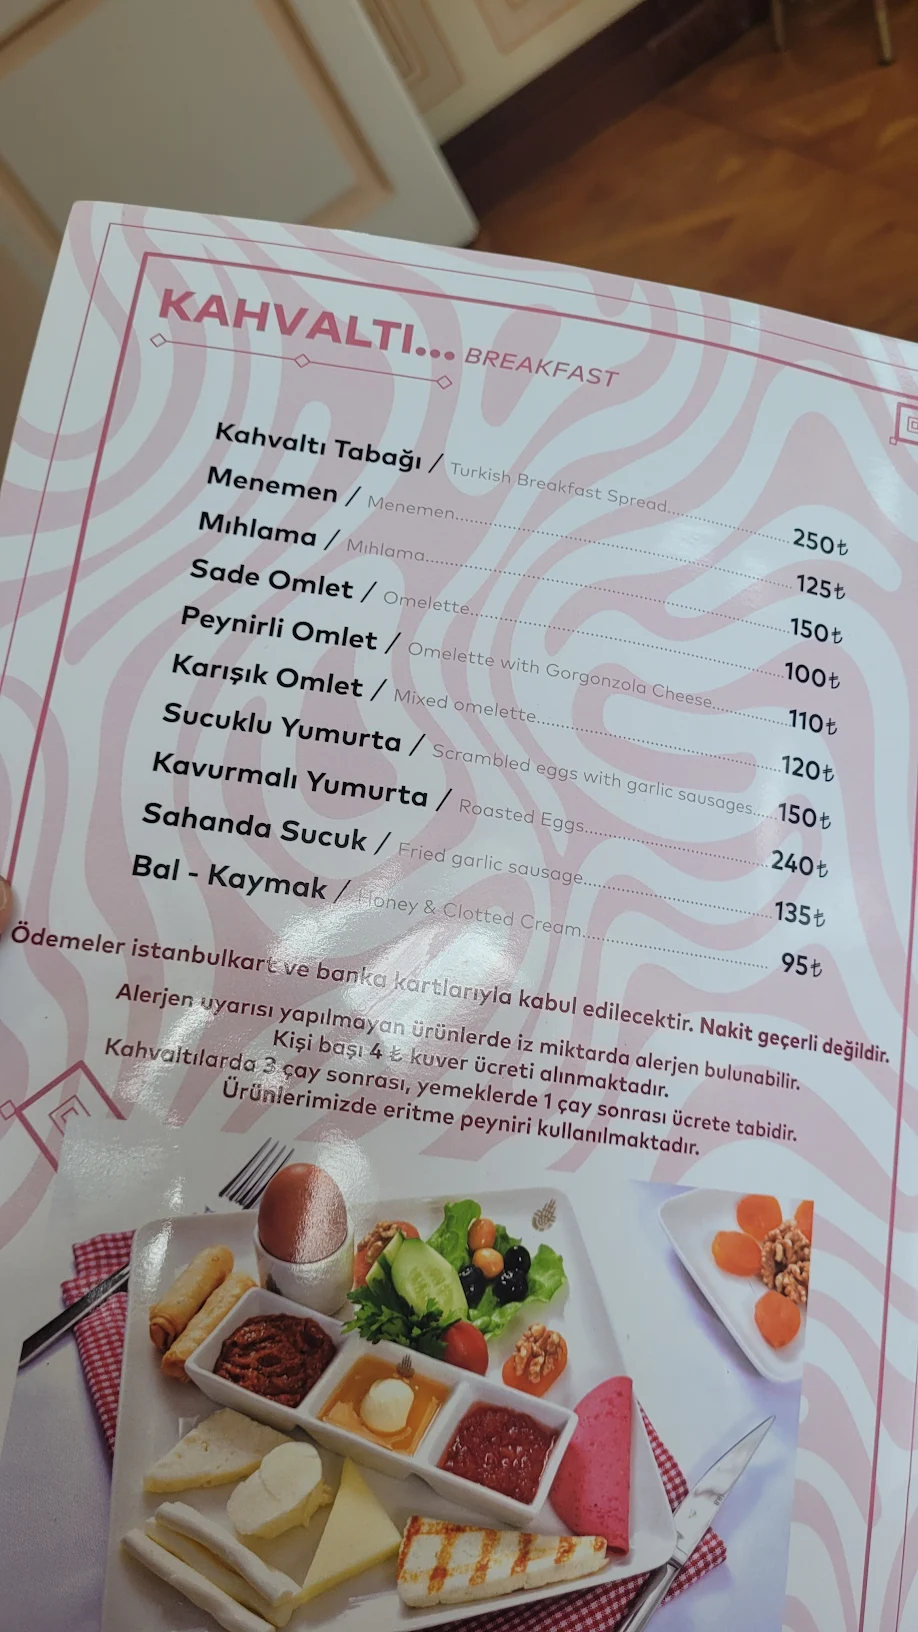 KAHVALTI... BREAKFAST
Kahvaltı Tabağı / Turkish Breakfast Spread 250₺
Menemen / Menemen 125₺
Mıhlama / Mıhlama 150₺
Sade Omlet / Omelette 100₺
Peynirli Omlet / Omelette with Gorgonzola Cheese 110₺
Karışık Omlet / Mixed omelette 120₺
Sucuklu Yumurta / Scrambled eggs with garlic sausages 150₺
Kavurmalı Yumurta / Roasted Eggs 240₺
Sahanda Sucuk / Fried garlic sausage 135₺
Bal - Kaymak / Honey & Clotted Cream 95₺
Ödemeler istanbulkart ve banka kartlarıyla kabul edilecektir. Nakit geçerli değildir.
Alerjen uyarısı yapılmayan ürünlerde iz miktarda alerjen bulunabilir.
Kişi başı 4 ₺ kuver ücreti alınmaktadır.
Kahvaltılarda 3 çay sonrası, yemeklerde 1 çay sonrası ücrete tabidir.
Ürünlerimizde eritme peyniri kullanılmaktadır.